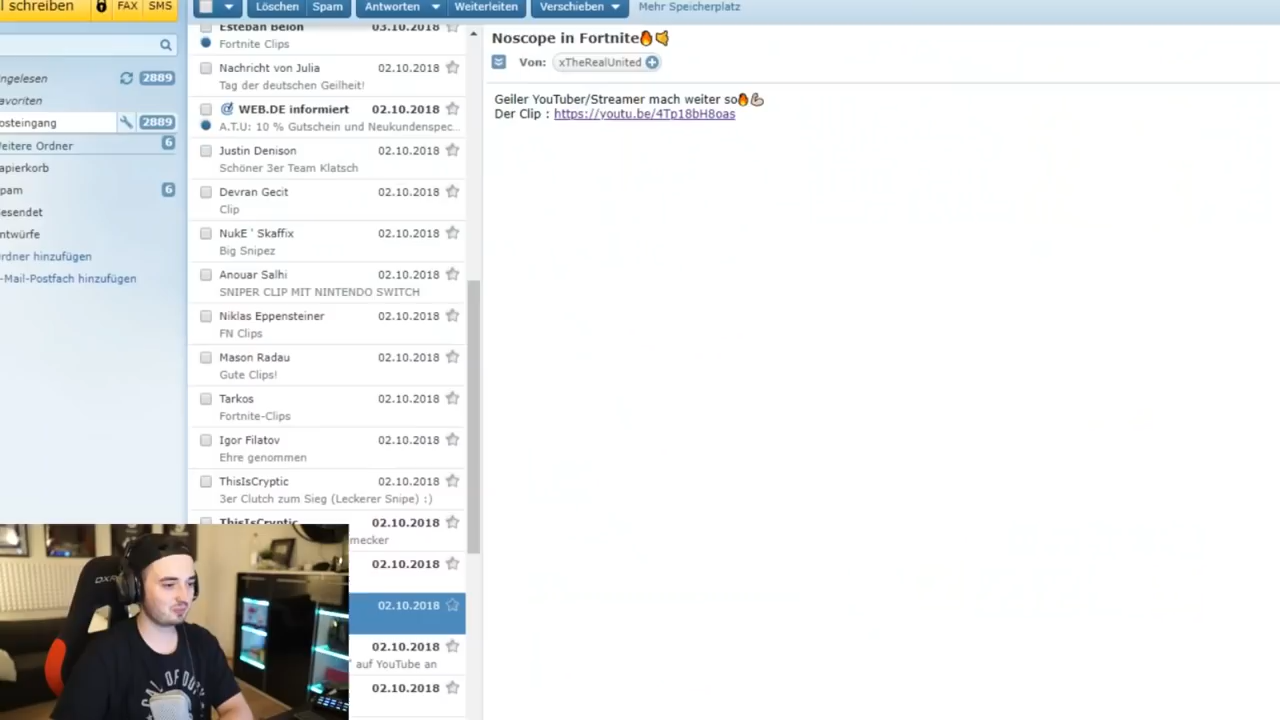 schreiben
FAX
SMS
Löschen
Spam
Antworten
Weiterleiten
Verschieben
Mehr Speicherplatz
ngelesen
2889
avoriten
osteingang
2889
eitere Ordner
6
apierkorb
pam
6
esendet
ntwürfe
rdner hinzufügen
-Mail-Postfach hinzufügen
Esteban Belon 03.10.2018
Fortnite Clips
Nachricht von Julia 02.10.2018
Tag der deutschen Geilheit!
WEB.DE informiert 02.10.2018
A.T.U: 10 % Gutschein und Neukundenspec...
Justin Denison 02.10.2018
Schöner 3er Team Klatsch
Devran Gecit 02.10.2018
Clip
NukE ' Skaffix 02.10.2018
Big Snipez
Anouar Salhi 02.10.2018
SNIPER CLIP MIT NINTENDO SWITCH
Niklas Eppensteiner 02.10.2018
FN Clips
Mason Radau 02.10.2018
Gute Clips!
Tarkos 02.10.2018
Fortnite-Clips
Igor Filatov 02.10.2018
Ehre genommen
ThisIsCryptic 02.10.2018
3er Clutch zum Sieg (Leckerer Snipe) :)
ThisIsCryptic 02.10.2018
mecker
02.10.2018
02.10.2018
02.10.2018
' auf YouTube an
02.10.2018
Noscope in Fortnite🔥🤙
Von: xTheRealUnited
Geiler YouTuber/Streamer mach weiter so🔥💪
Der Clip : https://youtu.be/4Tp18bH8oas